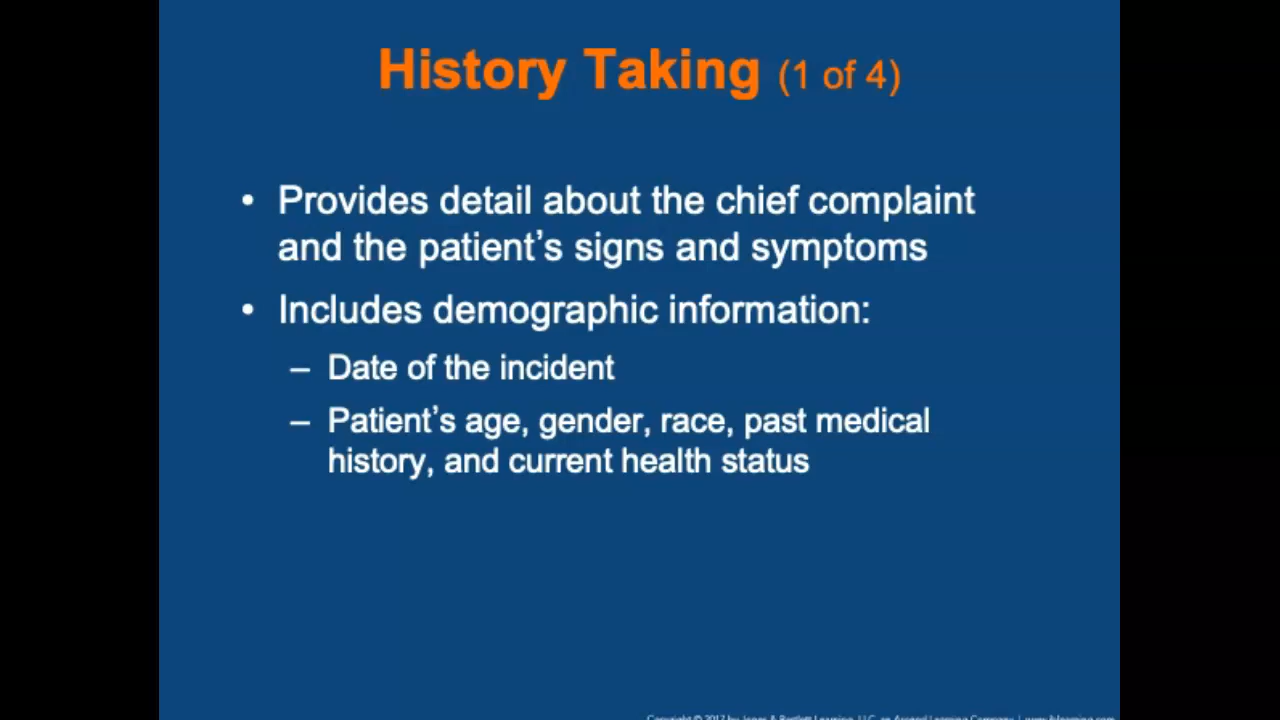 History Taking (1 of 4)
• Provides detail about the chief complaint
and the patient’s signs and symptoms
• Includes demographic information:
– Date of the incident
– Patient’s age, gender, race, past medical
history, and current health status